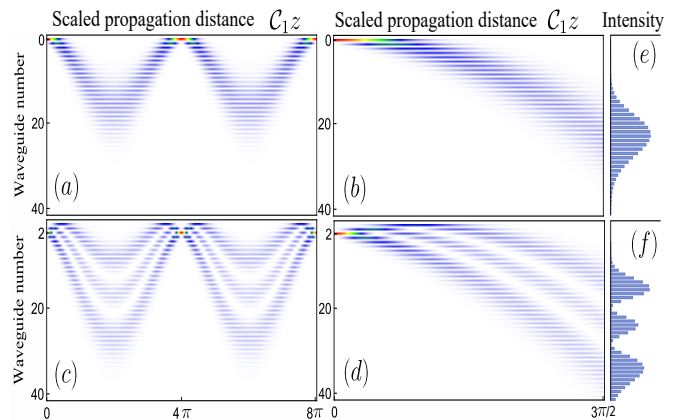 Scaled propagation distance C₁z Scaled propagation distance C₁z Intensity
Waveguide number
0
20
40
(a)
0
20
40
(b)
(e)
Waveguide number
2
20
40
(c)
0 4π 8π
2
20
40
(d)
0 3π/2
(f)